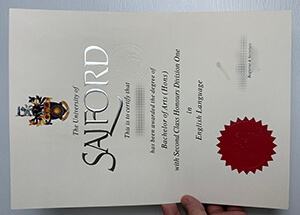 The University of
SALFORD
This is to certify that
has been awarded the degree of
Bachelor of Arts (Hons)
with Second Class Honours Division One
in
English Language